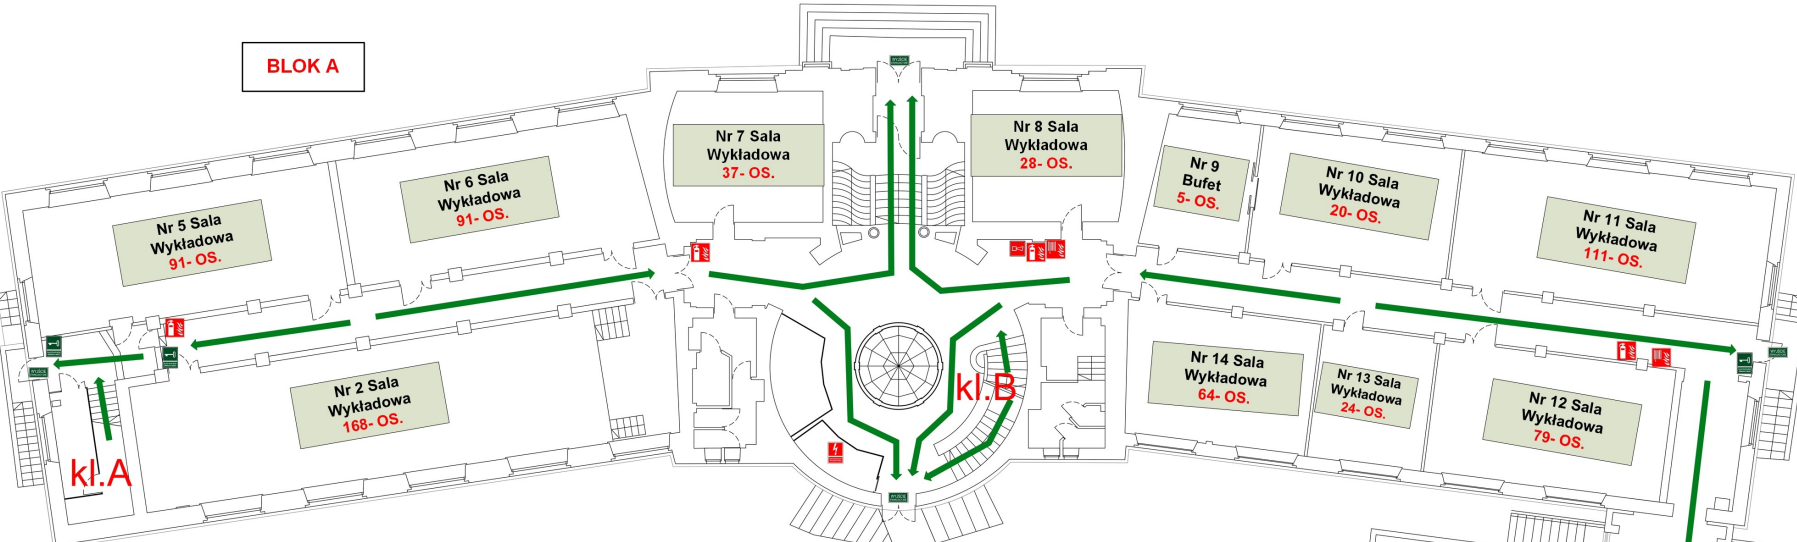 BLOK A
Nr 7 Sala
Wykładowa
37- OS.
Nr 8 Sala
Wykładowa
28- OS.
Nr 5 Sala
Wykładowa
91- OS.
Nr 6 Sala
Wykładowa
91- OS.
Nr 9
Bufet
5- OS.
Nr 10 Sala
Wykładowa
20- OS.
Nr 11 Sala
Wykładowa
111- OS.
Nr 2 Sala
Wykładowa
168- OS.
Nr 14 Sala
Wykładowa
64- OS.
Nr 13 Sala
Wykładowa
24- OS.
Nr 12 Sala
Wykładowa
79- OS.
kl.A
kl.B